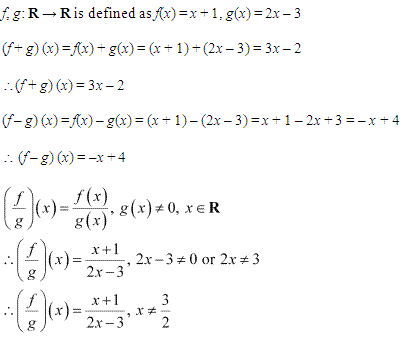 f, g: R → R is defined as f(x) = x + 1, g(x) = 2x – 3
(f + g) (x) = f(x) + g(x) = (x + 1) + (2x – 3) = 3x – 2
∴ (f + g) (x) = 3x – 2
(f – g) (x) = f(x) – g(x) = (x + 1) – (2x – 3) = x + 1 – 2x + 3 = – x + 4
∴ (f – g) (x) = –x + 4
(f/g)(x) = f(x)/g(x), g(x) ≠ 0, x ∈ R
∴ (f/g)(x) = x+1/2x−3, 2x−3 ≠ 0 or 2x ≠ 3
∴ (f/g)(x) = x+1/2x−3, x ≠ 3/2